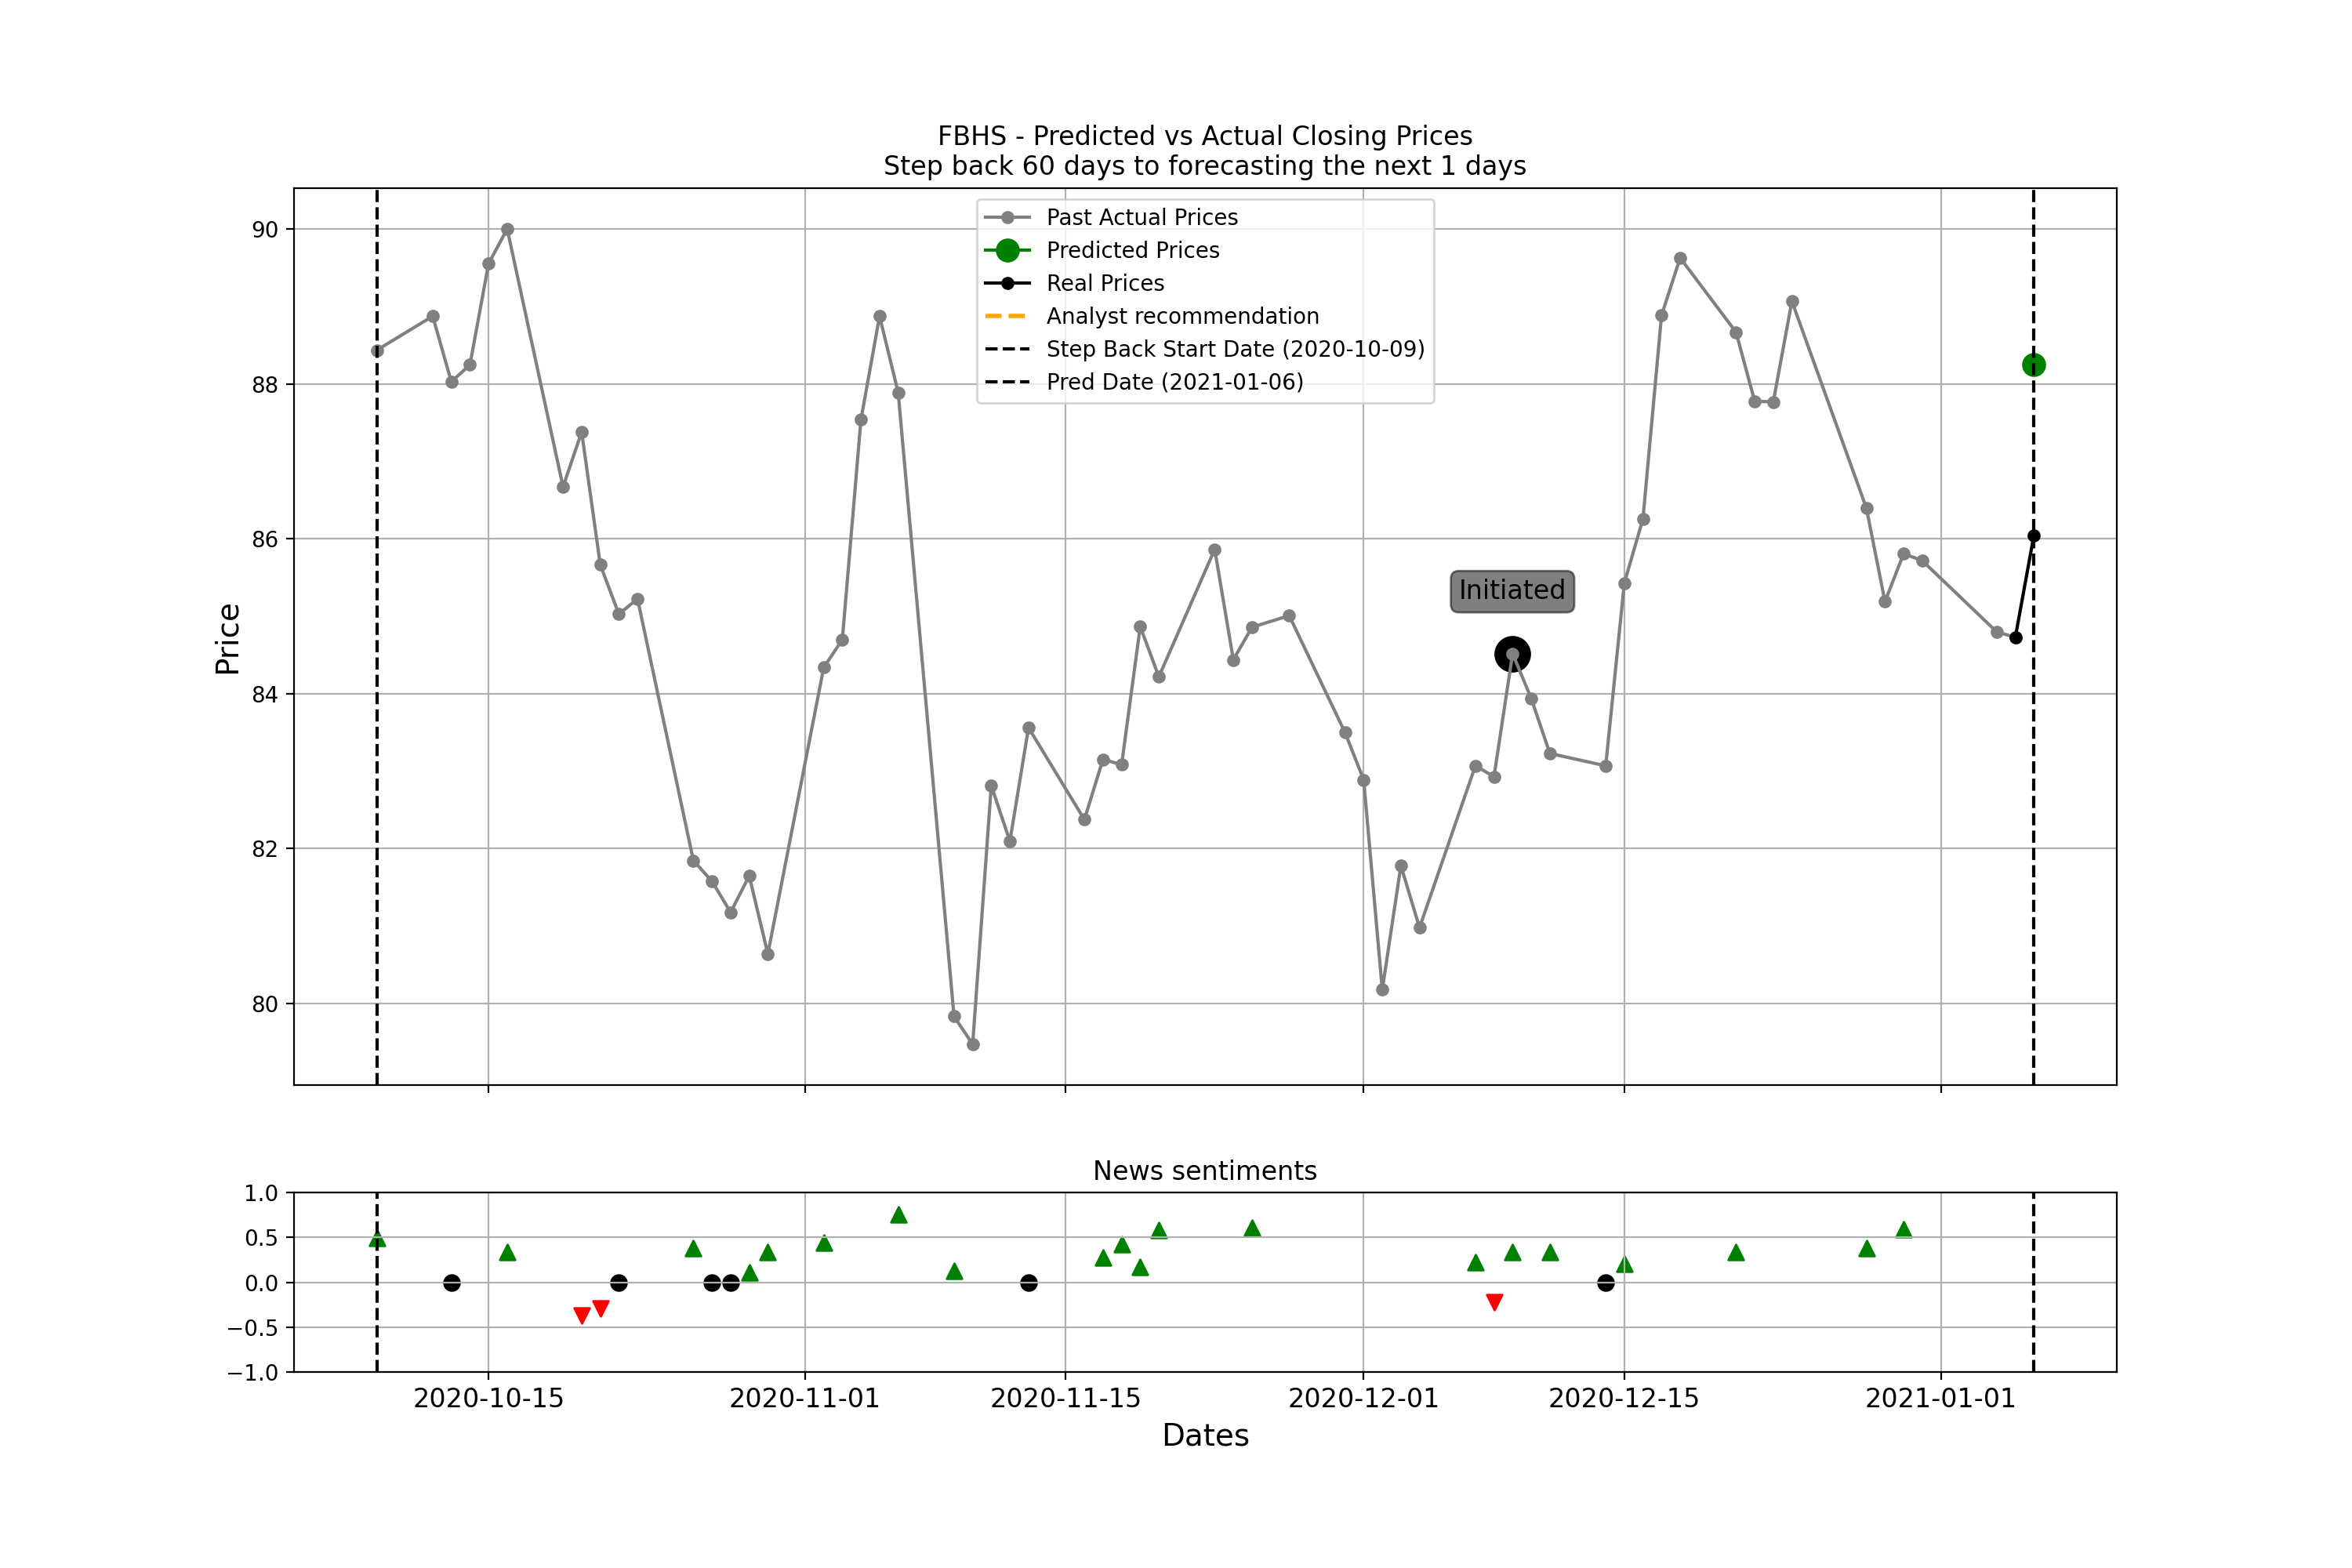 FBHS - Predicted vs Actual Closing Prices
Step back 60 days to forecasting the next 1 days
Past Actual Prices
Predicted Prices
Real Prices
Analyst recommendation
Step Back Start Date (2020-10-09)
Pred Date (2021-01-06)
90
88
86
84
82
80
Price
Initiated
News sentiments
1.0
0.5
0.0
−0.5
−1.0
2020-10-15
2020-11-01
2020-11-15
2020-12-01
2020-12-15
2021-01-01
Dates